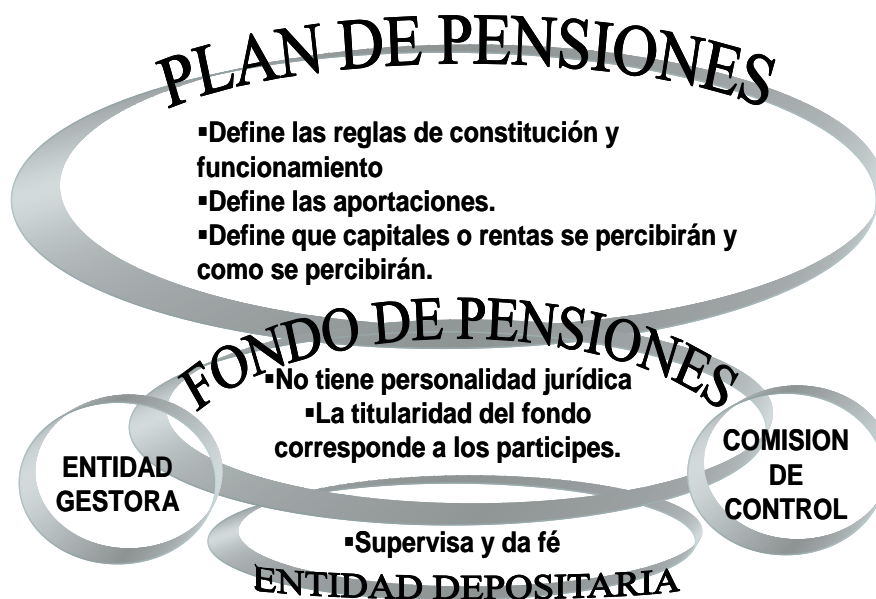 PLAN DE PENSIONES
▪Define las reglas de constitución y
funcionamiento
▪Define las aportaciones.
▪Define que capitales o rentas se percibirán y
como se percibirán.
FONDO DE PENSIONES
▪No tiene personalidad jurídica
▪La titularidad del fondo
corresponde a los participes.
ENTIDAD
GESTORA
COMISION
DE
CONTROL
▪Supervisa y da fé
ENTIDAD DEPOSITARIA